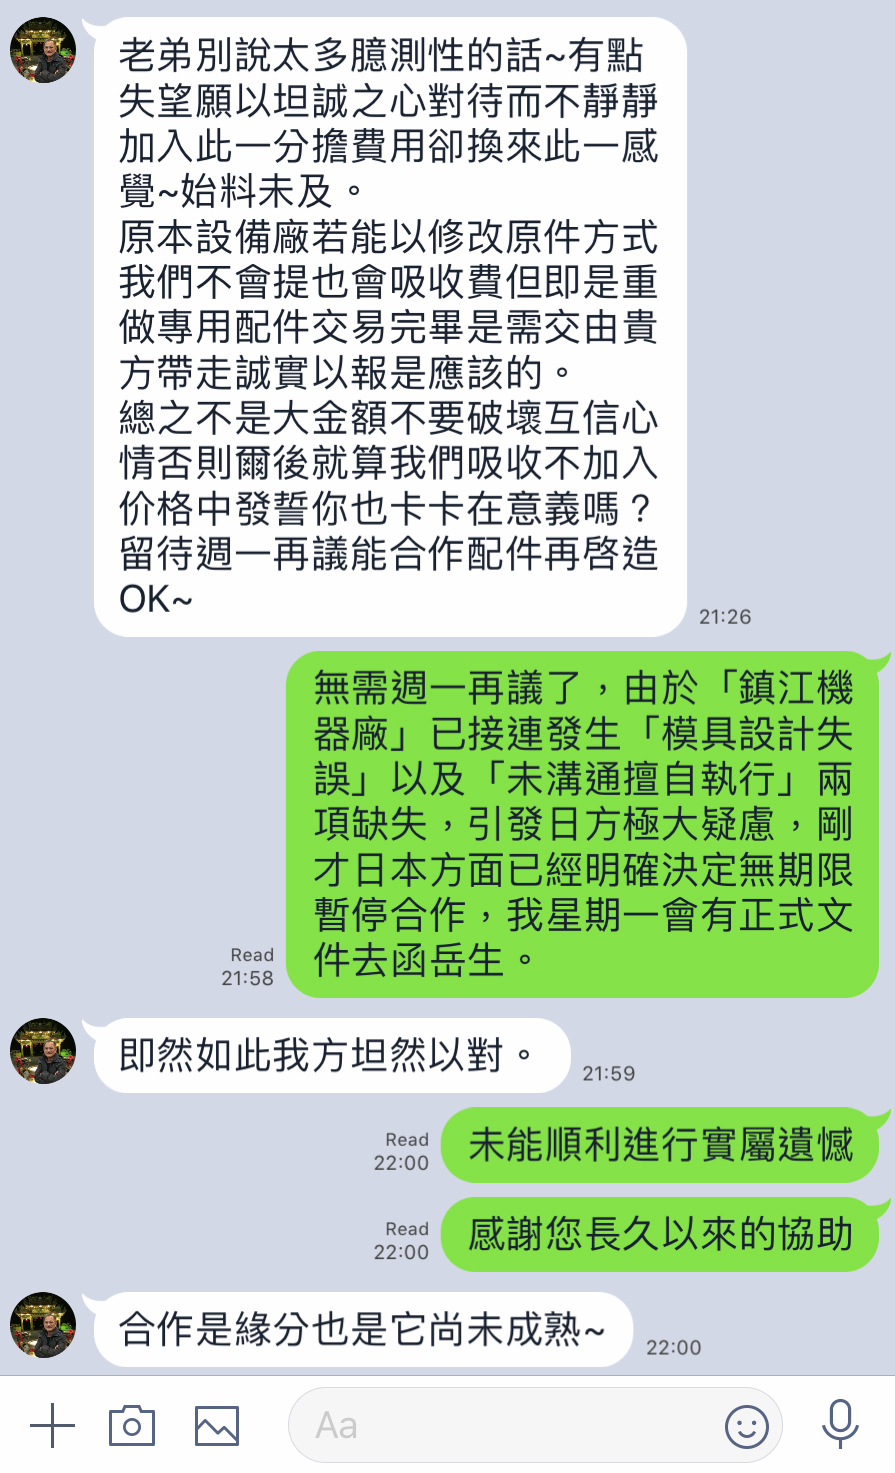 老弟別說太多臆測性的話~有點
失望願以坦誠之心對待而不靜靜
加入此一分擔費用卻換來此一感
覺~始料未及。
原本設備廠若能以修改原件方式
我們不會提也會吸收費但即是重
做專用配件交易完畢是需交由貴
方帶走誠實以報是應該的。
總之不是大金額不要破壞互信心
情否則爾後就算我們吸收不加入
价格中發誓你也卡卡在意義嗎？
留待週一再議能合作配件再啓造
OK~
21:26
無需週一再議了，由於「鎮江機
器廠」已接連發生「模具設計失
誤」以及「未溝通擅自執行」兩
項缺失，引發日方極大疑慮，剛
才日本方面已經明確決定無期限
暫停合作，我星期一會有正式文
件去函岳生。
Read
21:58
即然如此我方坦然以對。
21:59
未能順利進行實屬遺憾
Read
22:00
感謝您長久以來的協助
Read
22:00
合作是緣分也是它尚未成熟~
22:00
Aa